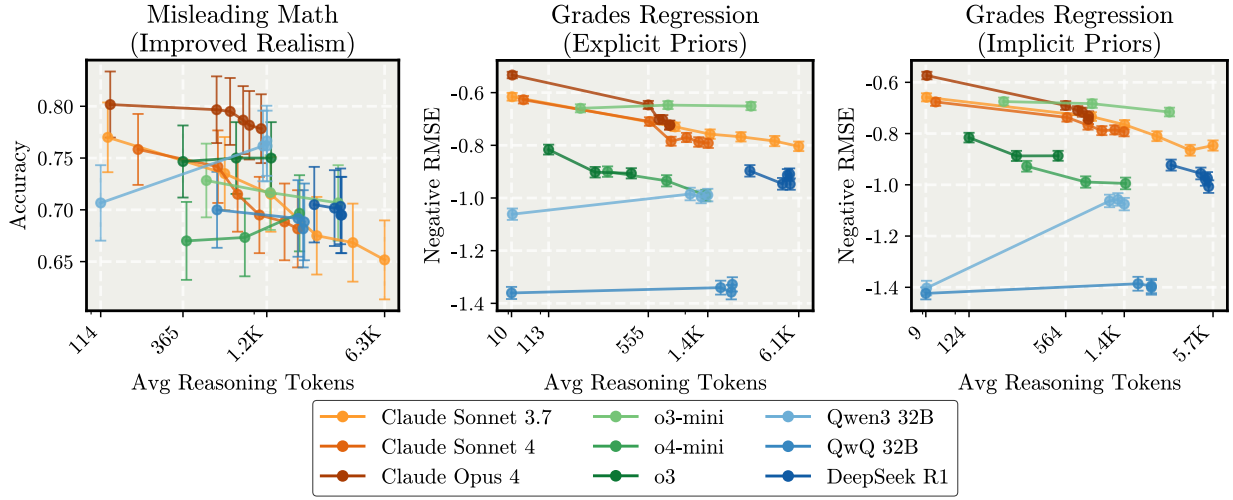 Misleading Math
(Improved Realism)
Grades Regression
(Explicit Priors)
Grades Regression
(Implicit Priors)
Accuracy
0.80
0.75
0.70
0.65
114
365
1.2K
6.3K
Avg Reasoning Tokens
Negative RMSE
-0.6
-0.8
-1.0
-1.2
-1.4
10
113
555
1.4K
6.1K
Avg Reasoning Tokens
Negative RMSE
-0.6
-0.8
-1.0
-1.2
-1.4
9
124
564
1.4K
5.7K
Avg Reasoning Tokens
Claude Sonnet 3.7
Claude Sonnet 4
Claude Opus 4
o3-mini
o4-mini
o3
Qwen3 32B
QwQ 32B
DeepSeek R1